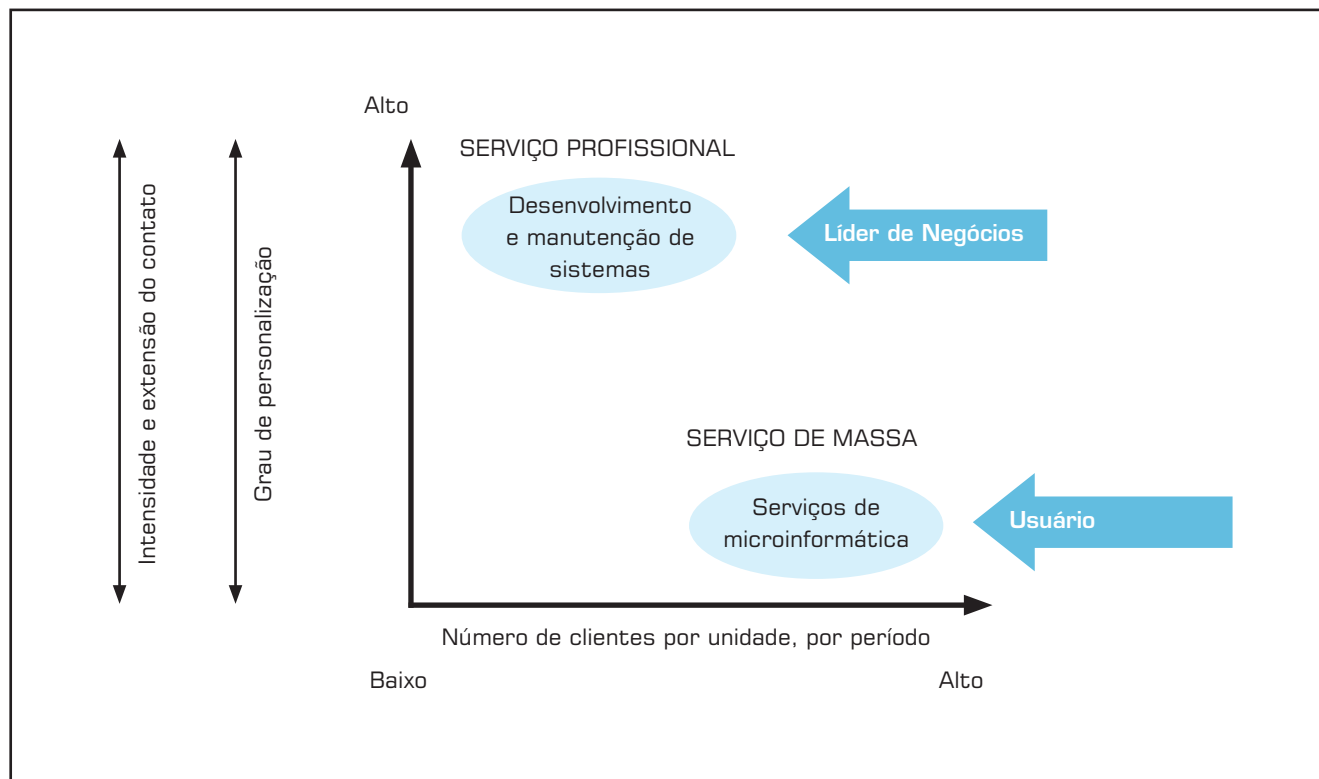 Alto
SERVIÇO PROFISSIONAL
Desenvolvimento
e manutenção de
sistemas
Líder de Negócios
Intensidade e extensão do contato
Grau de personalização
SERVIÇO DE MASSA
Serviços de
microinformática
Usuário
Número de clientes por unidade, por período
Baixo
Alto